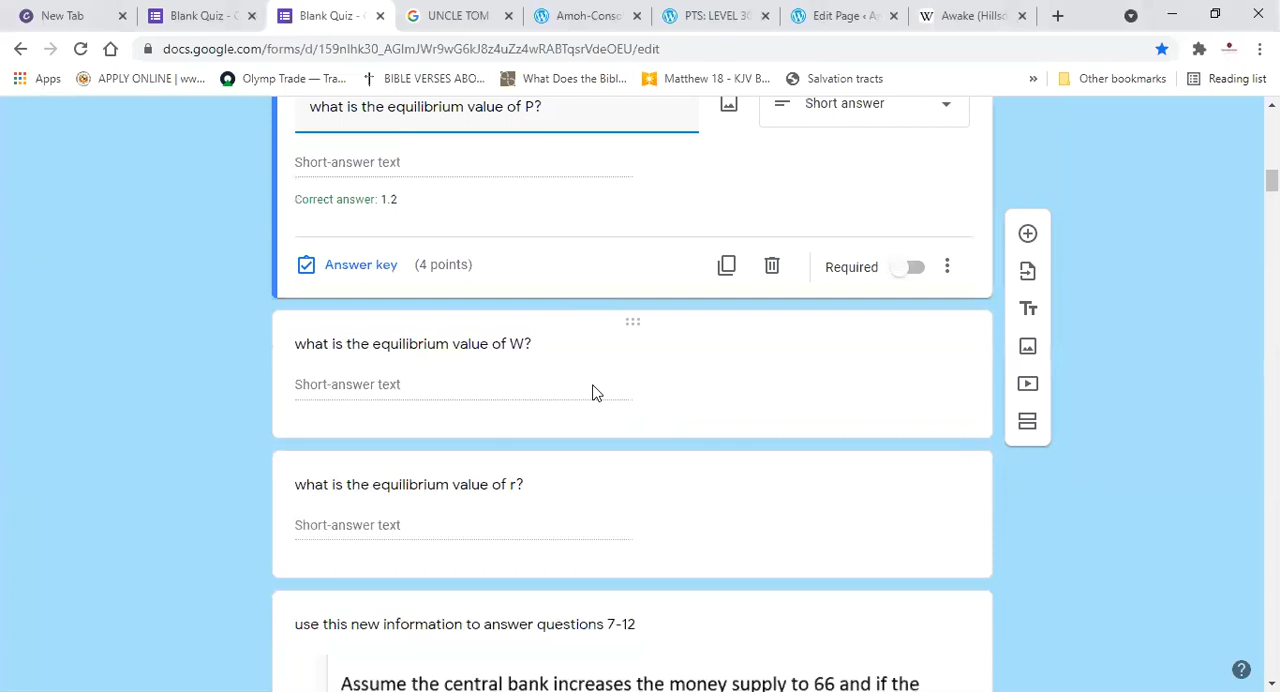 New Tab
Blank Quiz - G
Blank Quiz - G
UNCLE TOM
Amoh-Conso
PTS: LEVEL 30
Edit Page ‹ A
Awake (Hillso
docs.google.com/forms/d/159nlhk30_AGlmJWr9wG6kJ8z4uZz4wRABTqsrVdeOEU/edit
Apps
APPLY ONLINE | ww...
Olymp Trade — Tra...
BIBLE VERSES ABO...
What Does the Bibl...
Matthew 18 - KJV B...
Salvation tracts
»
Other bookmarks
Reading list
what is the equilibrium value of P?
Short answer
Short-answer text
Correct answer: 1.2
Answer key (4 points)
Required
Tt
what is the equilibrium value of W?
Short-answer text
what is the equilibrium value of r?
Short-answer text
use this new information to answer questions 7-12
Assume the central bank increases the money supply to 66 and if the